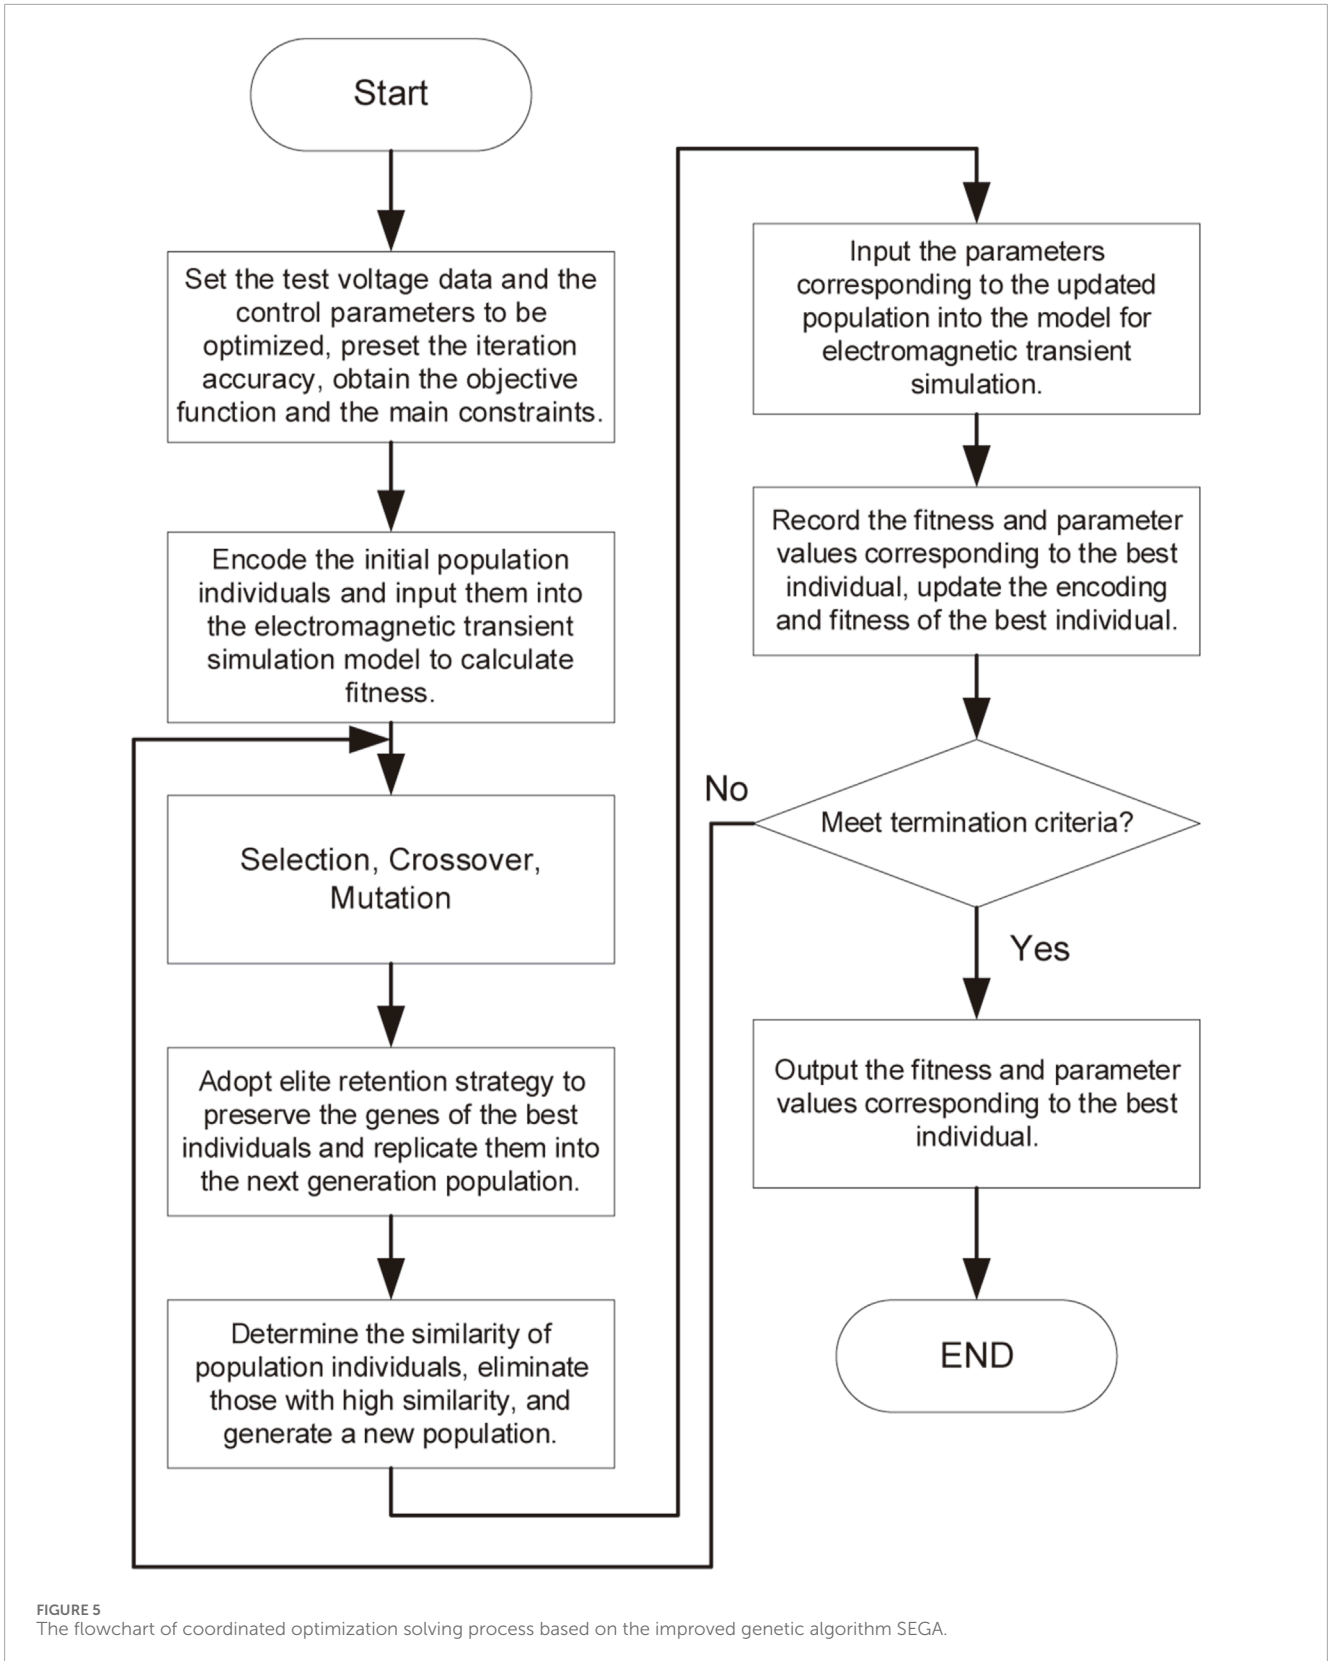 Start
Set the test voltage data and the
control parameters to be
optimized, preset the iteration
accuracy, obtain the objective
function and the main constraints.
Encode the initial population
individuals and input them into
the electromagnetic transient
simulation model to calculate
fitness.
Selection, Crossover,
Mutation
Adopt elite retention strategy to
preserve the genes of the best
individuals and replicate them into
the next generation population.
Determine the similarity of
population individuals, eliminate
those with high similarity, and
generate a new population.
Input the parameters
corresponding to the updated
population into the model for
electromagnetic transient
simulation.
Record the fitness and parameter
values corresponding to the best
individual, update the encoding
and fitness of the best individual.
No
Meet termination criteria?
Yes
Output the fitness and parameter
values corresponding to the best
individual.
END
FIGURE 5
The flowchart of coordinated optimization solving process based on the improved genetic algorithm SEGA.